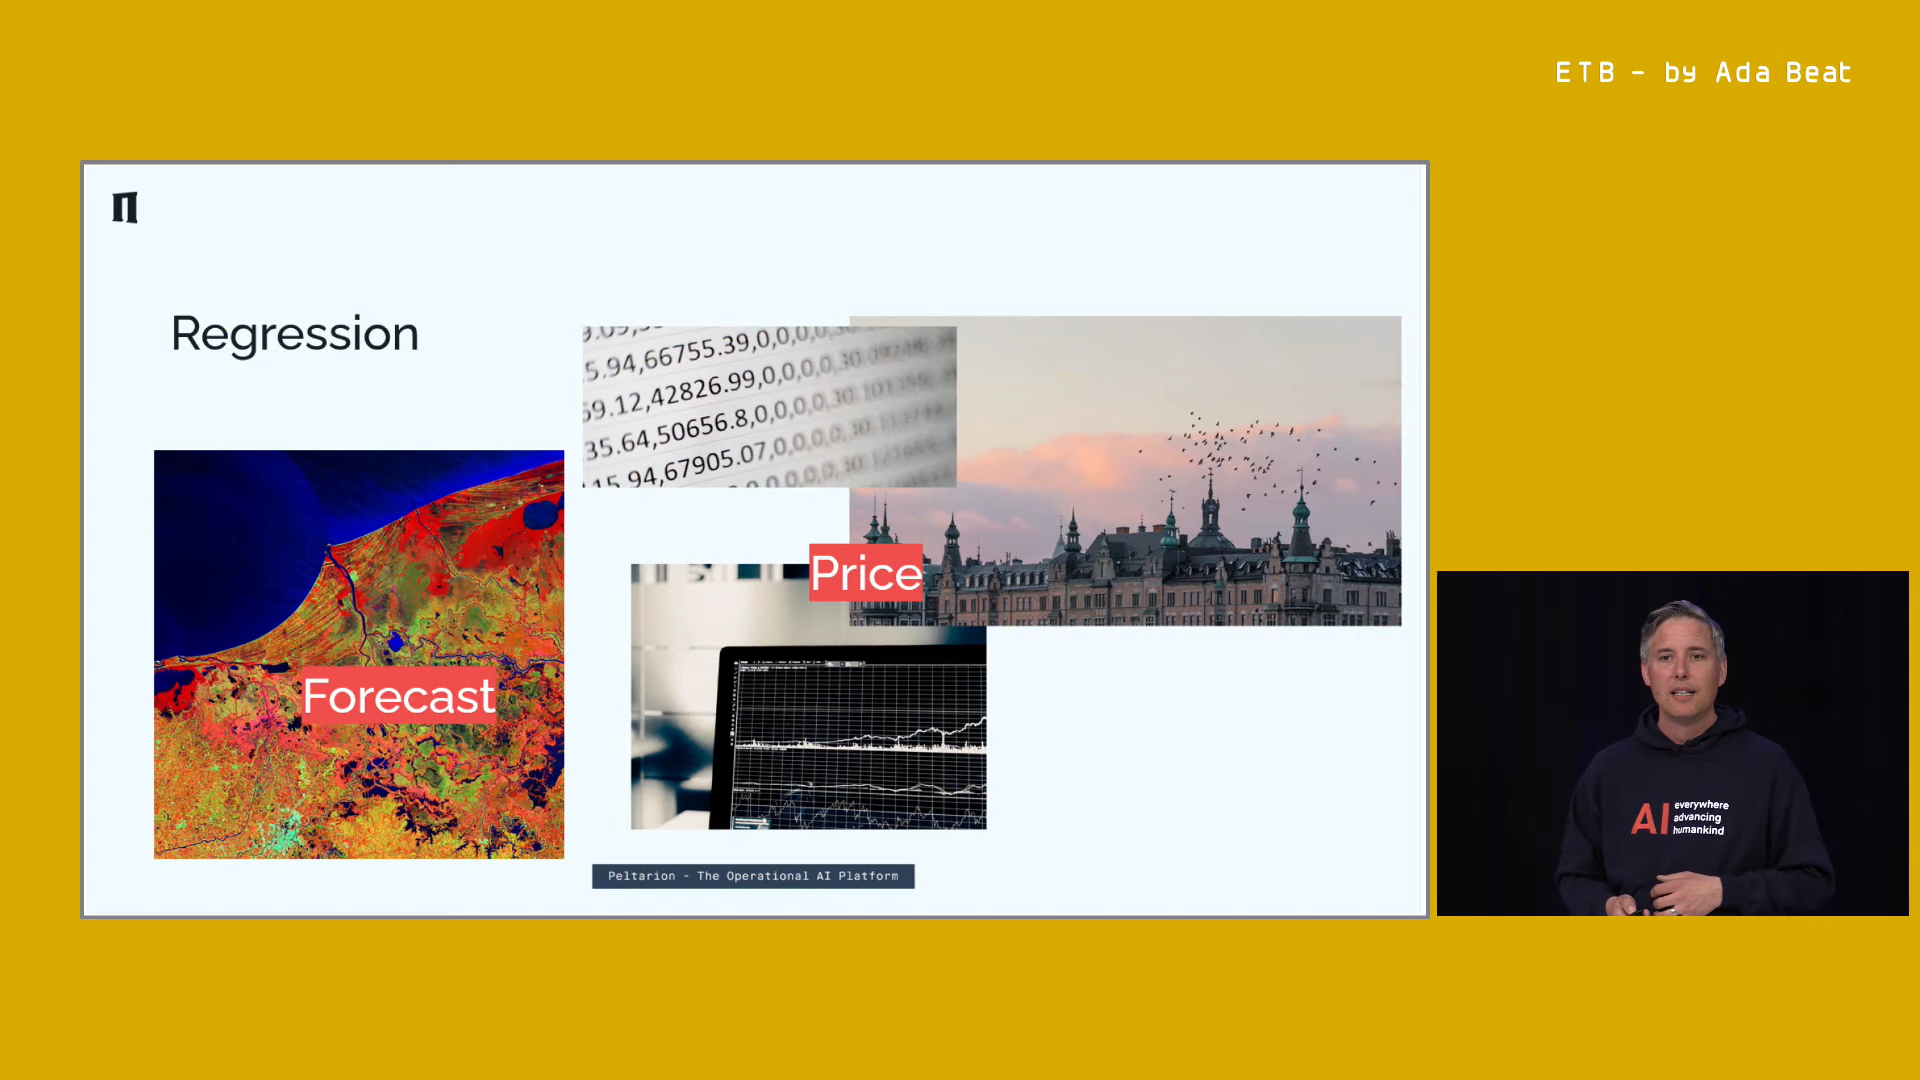 ETB - by Ada Beat
Regression
5.94,66755.39,0,0,0,0,30.
59.12,42826.99,0,0,0,0,30.
35.64,50656.8,0,0,0,0,30.
15.94,67905.07,0,0,0,0,30.
Price
Forecast
AI everywhere
advancing
humankind
Peltarion - The Operational AI Platform